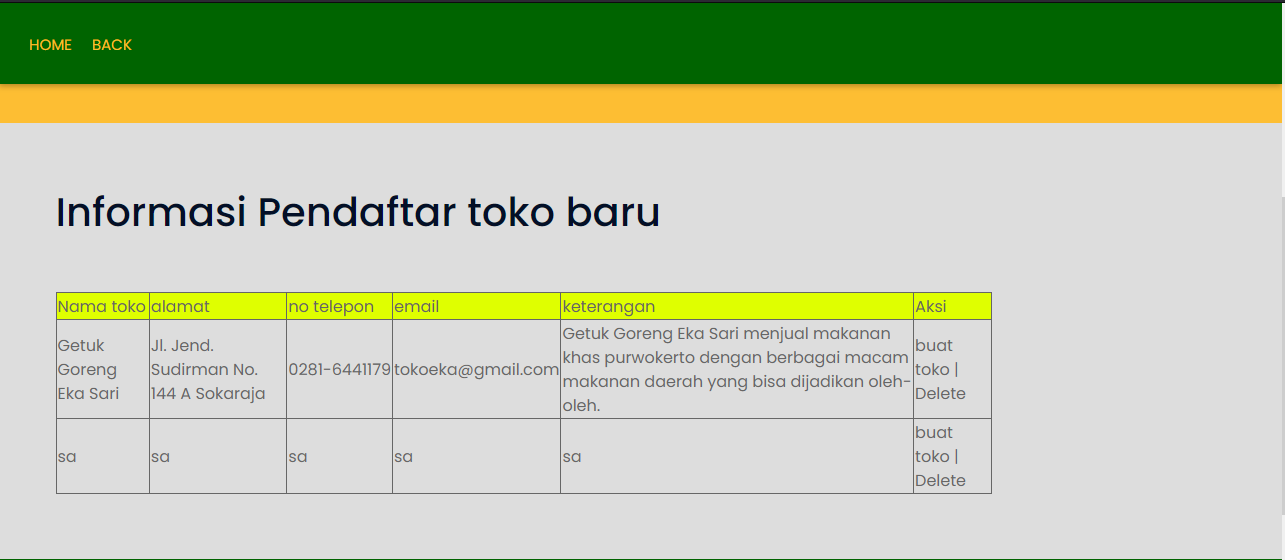 HOME BACK
Informasi Pendaftar toko baru
Nama toko alamat no telepon email keterangan Aksi
Getuk
Goreng
Eka Sari
Jl. Jend.
Sudirman No.
144 A Sokaraja
0281-6441179
tokoeka@gmail.com
Getuk Goreng Eka Sari menjual makanan
khas purwokerto dengan berbagai macam
makanan daerah yang bisa dijadikan oleh-
oleh.
buat
toko |
Delete
sa sa sa sa sa
buat
toko |
Delete